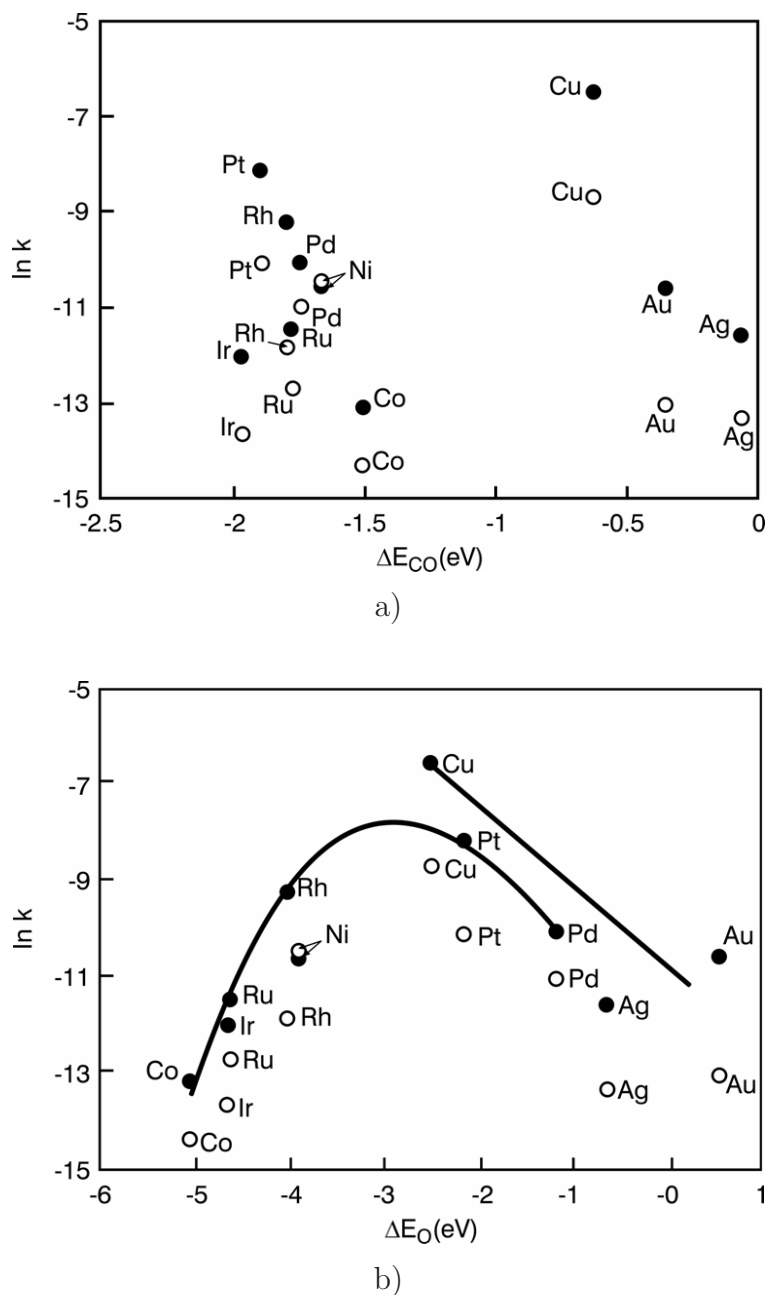 -5
Cu
-7
Pt
Cu
-9
Rh
Pd
ln k
Pt
Ni
-11
Pd
Au
Rh
Ru
Ag
Ir
-13
Ru
Co
Ir
Au
Ag
Co
-15
-2.5 -2 -1.5 -1 -0.5 0
ΔE_CO(eV)
a)
-5
Cu
-7
Pt
Cu
-9
Rh
ln k
Ni
Pt
Pd
Au
-11
Pd
Ru
Rh
Ag
Ir
Ru
-13
Co
Ag
Au
Ir
Co
-15
-6 -5 -4 -3 -2 -1 -0 1
ΔE_O(eV)
b)